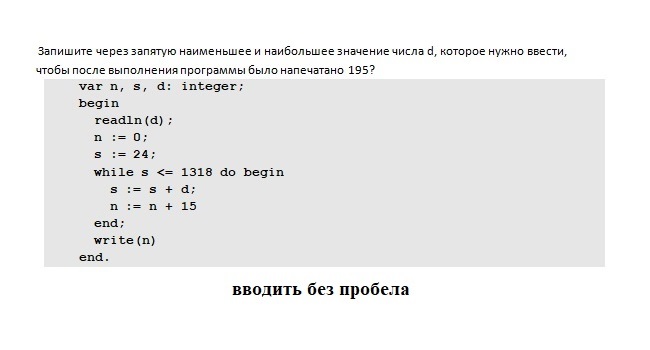 Запишите через запятую наименьшее и наибольшее значение числа d, которое нужно ввести,
чтобы после выполнения программы было напечатано 195?
var n, s, d: integer;
begin
readln(d);
n := 0;
s := 24;
while s <= 1318 do begin
s := s + d;
n := n + 15
end;
write(n)
end.
вводить без пробела